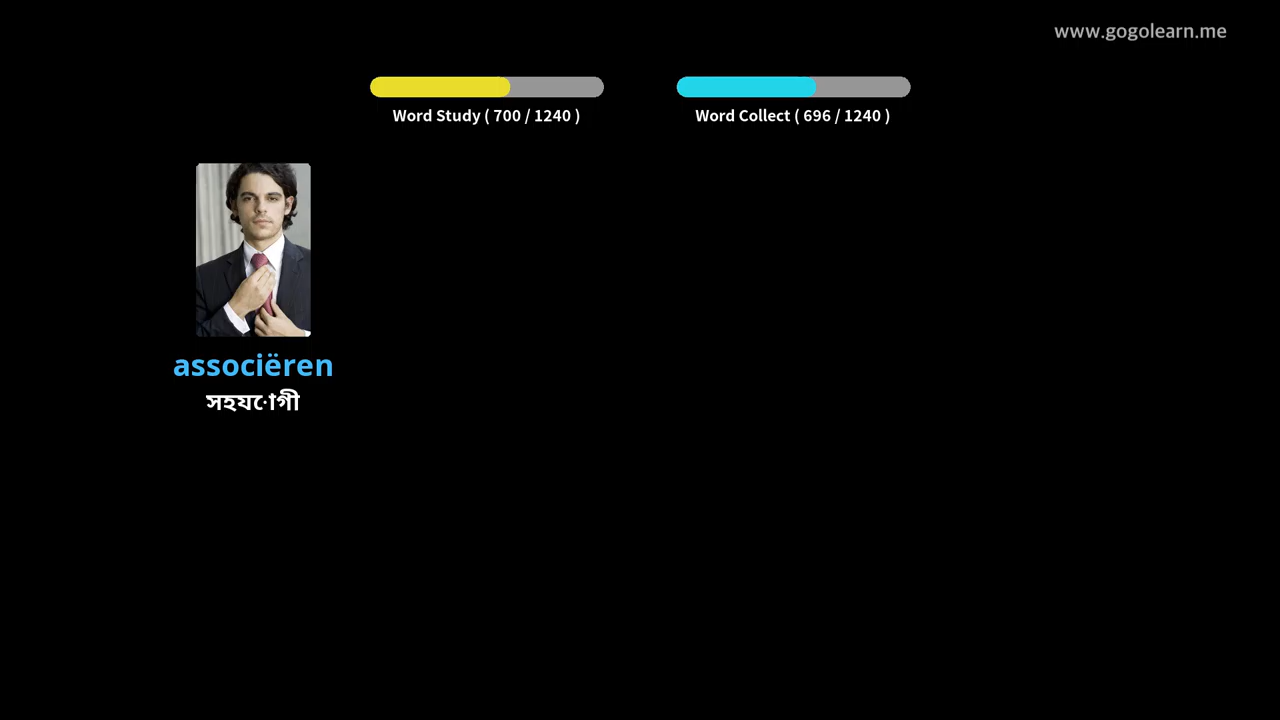 www.gogolearn.me
Word Study ( 700 / 1240 )
Word Collect ( 696 / 1240 )
associëren
সহযোগী